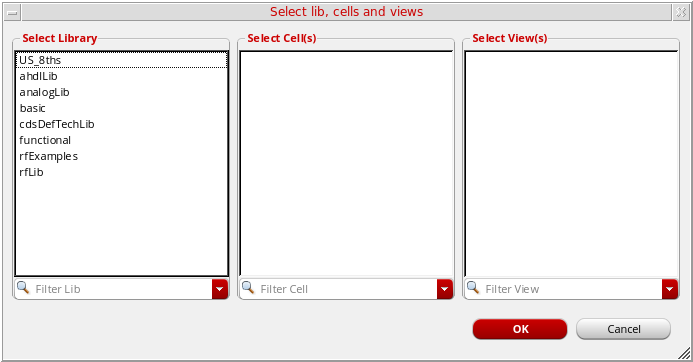 Select lib, cells and views
Select Library
US_8ths
ahdlLib
analogLib
basic
cdsDefTechLib
functional
rfExamples
rfLib
Filter Lib
Select Cell(s)
Filter Cell
Select View(s)
Filter View
OK
Cancel